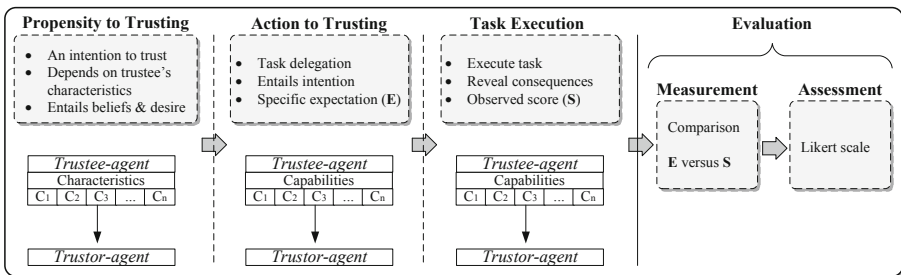 Propensity to Trusting
• An intention to trust
• Depends on trustee's
characteristics
• Entails beliefs & desire
Trustee-agent
Characteristics
C1 C2 C3 ... Cn
Trustor-agent
Action to Trusting
• Task delegation
• Entails intention
• Specific expectation (E)
Trustee-agent
Capabilities
C1 C2 C3 ... Cn
Trustor-agent
Task Execution
• Execute task
• Reveal consequences
• Observed score (S)
Trustee-agent
Capabilities
C1 C2 C3 ... Cn
Trustor-agent
Evaluation
Measurement
Comparison
E versus S
Assessment
Likert scale